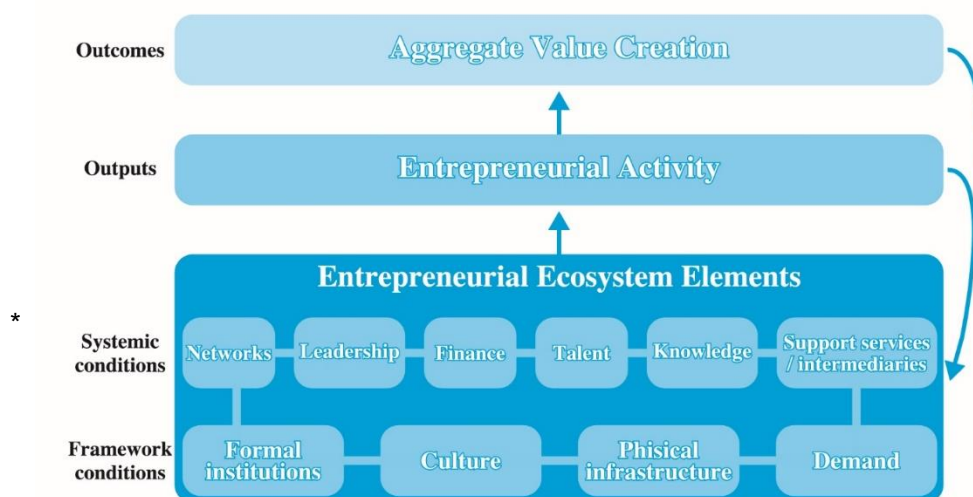 Outcomes
Aggregate Value Creation
Outputs
Entrepreneurial Activity
Entrepreneurial Ecosystem Elements
*
Systemic
conditions
Networks
Leadership
Finance
Talent
Knowledge
Support services
/ intermediaries
Framework
conditions
Formal
institutions
Culture
Phisical
infrastructure
Demand